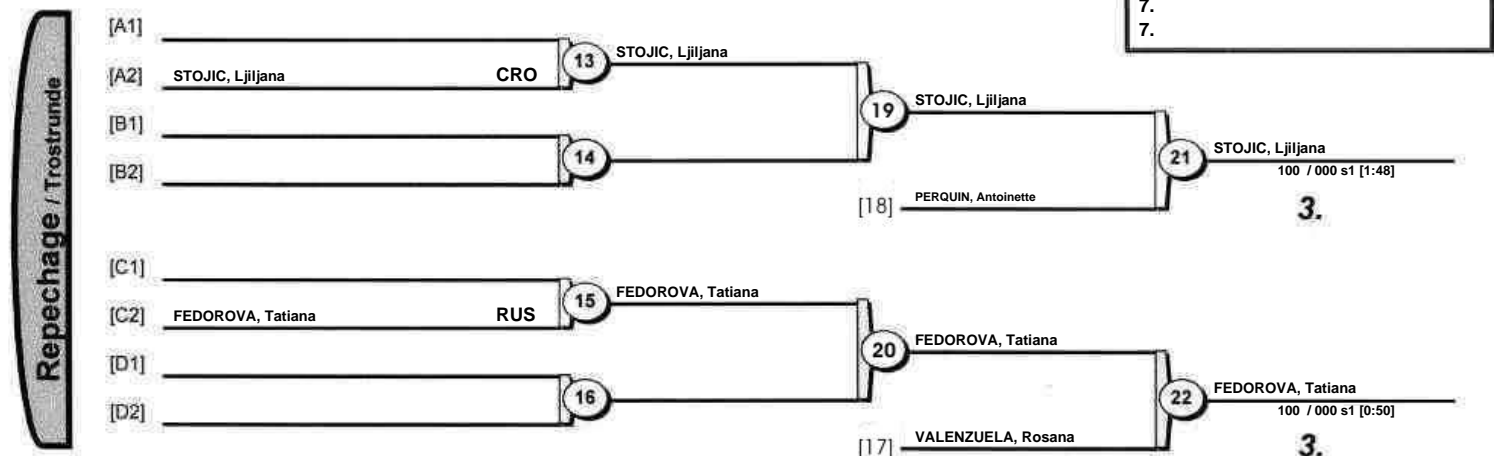 7.
7.
Repechage / Trostrunde
[A1]
[A2] STOJIC, Ljiljana CRO
13 STOJIC, Ljiljana
[B1]
[B2]
14
19 STOJIC, Ljiljana
[18] PERQUIN, Antoinette
21 STOJIC, Ljiljana
100 / 000 s1 [1:48]
3.
[C1]
[C2] FEDOROVA, Tatiana RUS
15 FEDOROVA, Tatiana
[D1]
[D2]
16
20 FEDOROVA, Tatiana
[17] VALENZUELA, Rosana
22 FEDOROVA, Tatiana
100 / 000 s1 [0:50]
3.